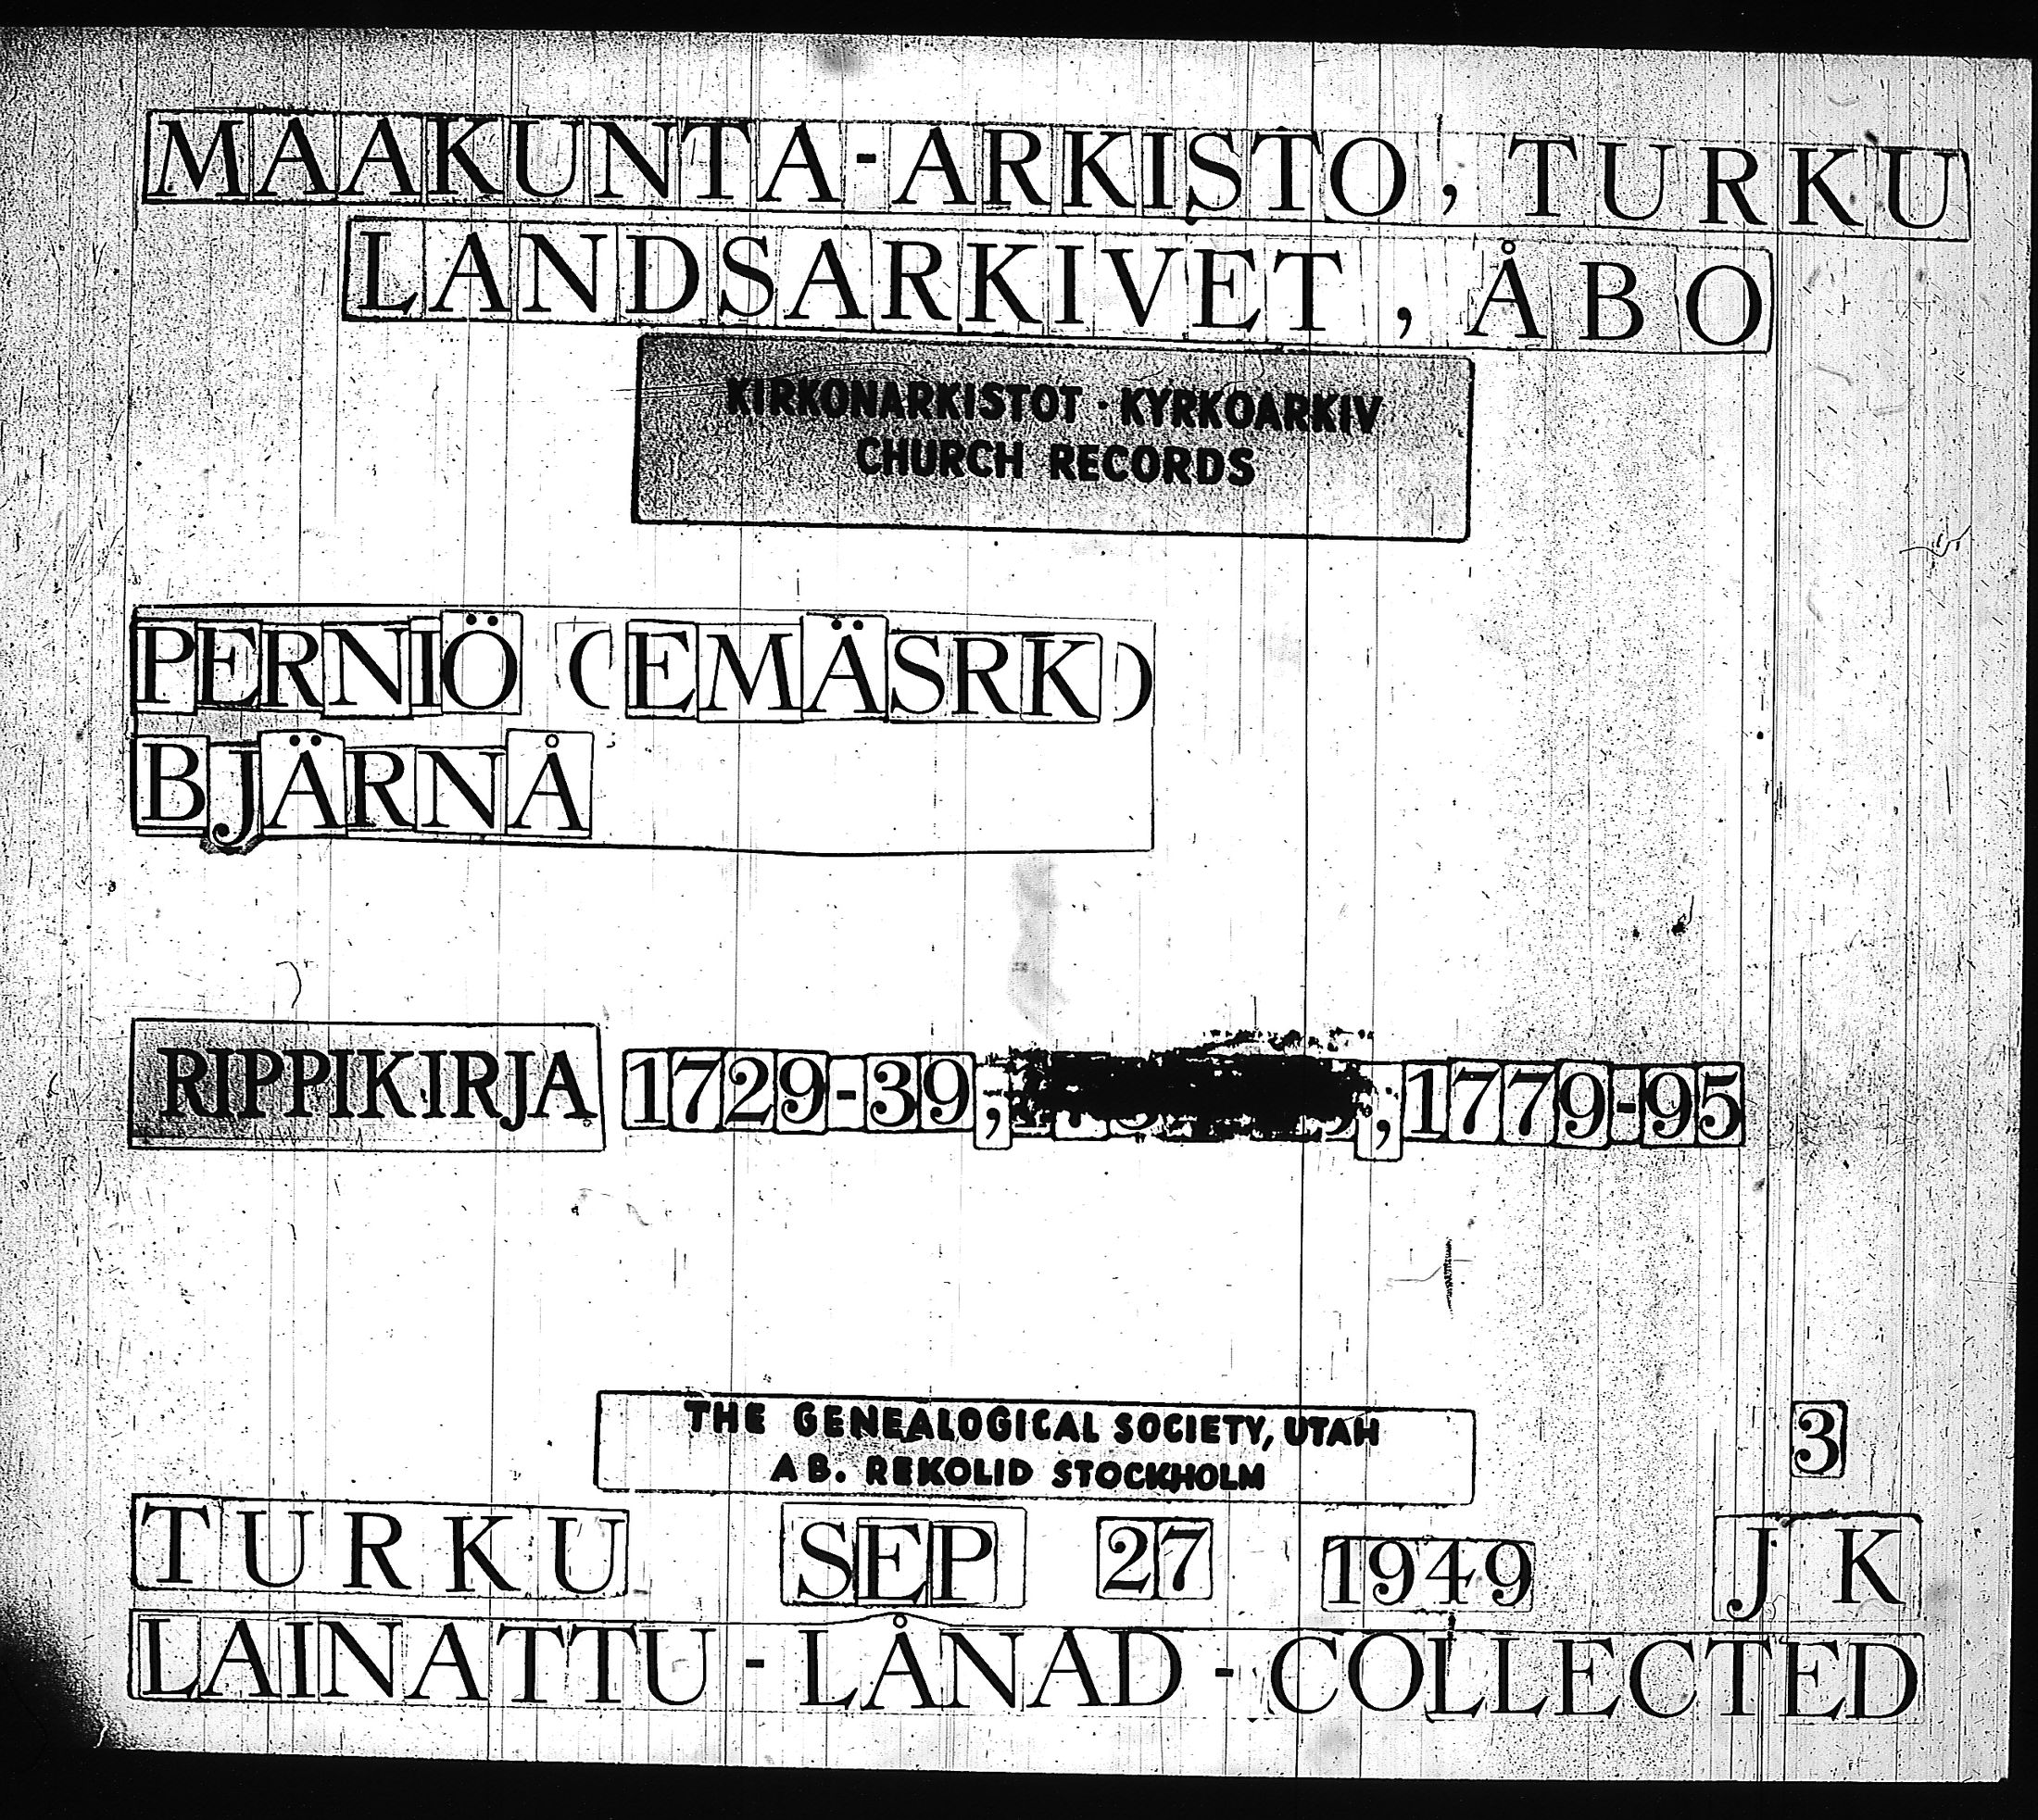 MAAKUNTA-ARKISTO, TURKU
LANDSARKIVET, ÅBO
KIRKONARKISTOT · KYRKOARKIV
CHURCH RECORDS
PERNIÖ (EMÄSRK)
BJÄRNÅ
RIPPIKIRJA 1729-39; ; 1779-95
THE GENEALOGICAL SOCIETY, UTAH
AB. REKOLID STOCKHOLM
3
TURKU SEP 27 1949 J K
LAINATTU - LÅNAD - COLLECTED